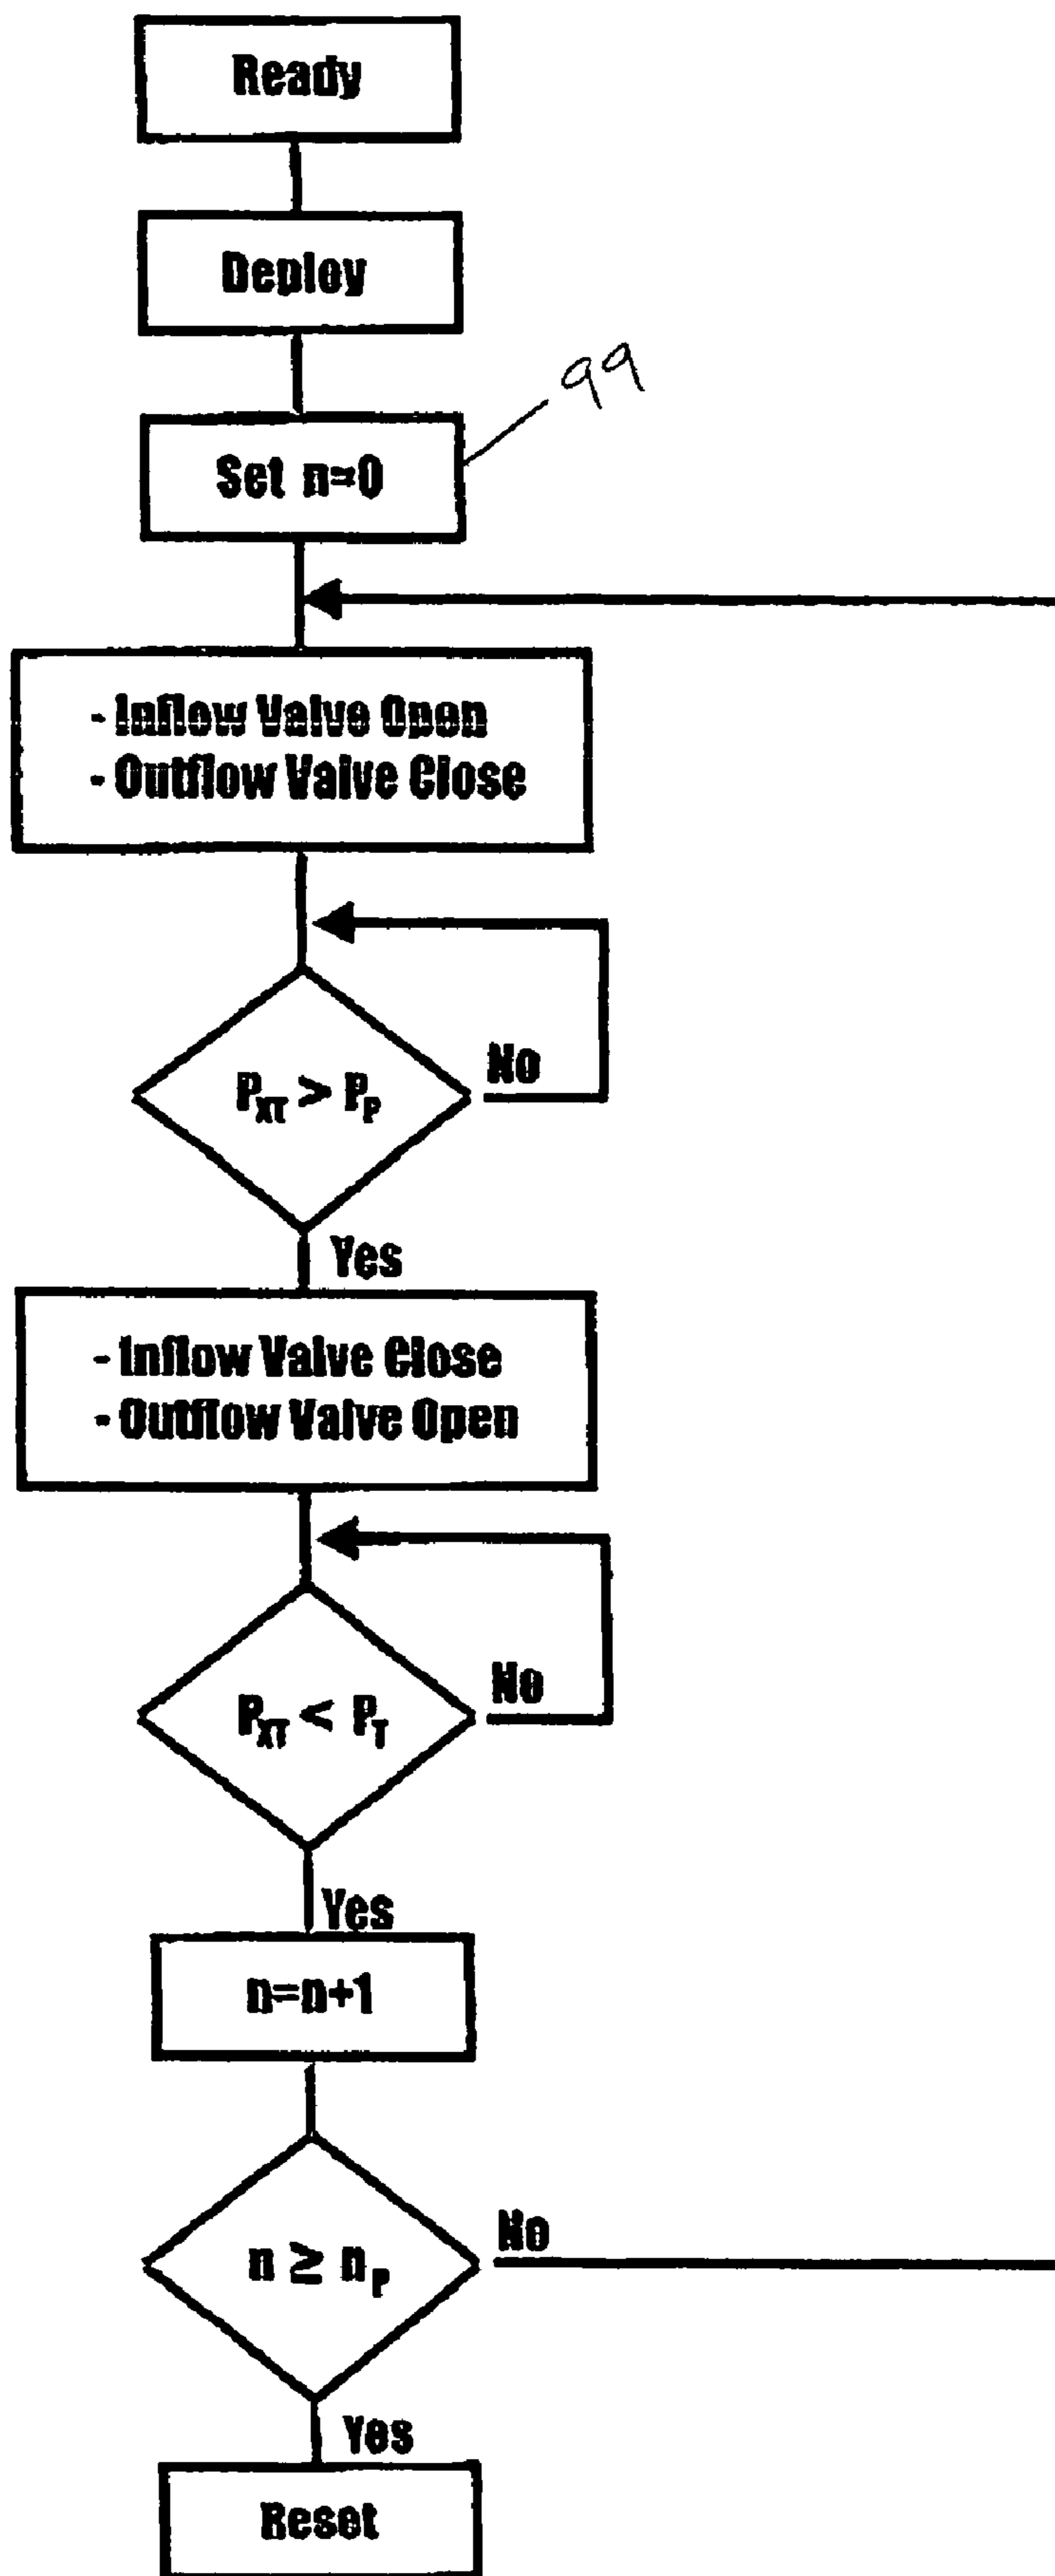 Ready
Deploy
99
Set n=0
- Inflow Valve Open
- Outflow Valve Close
P_XT > P_P
No
Yes
- Inflow Valve Close
- Outflow Valve Open
P_XT < P_T
No
Yes
n=n+1
n ≥ n_P
No
Yes
Reset